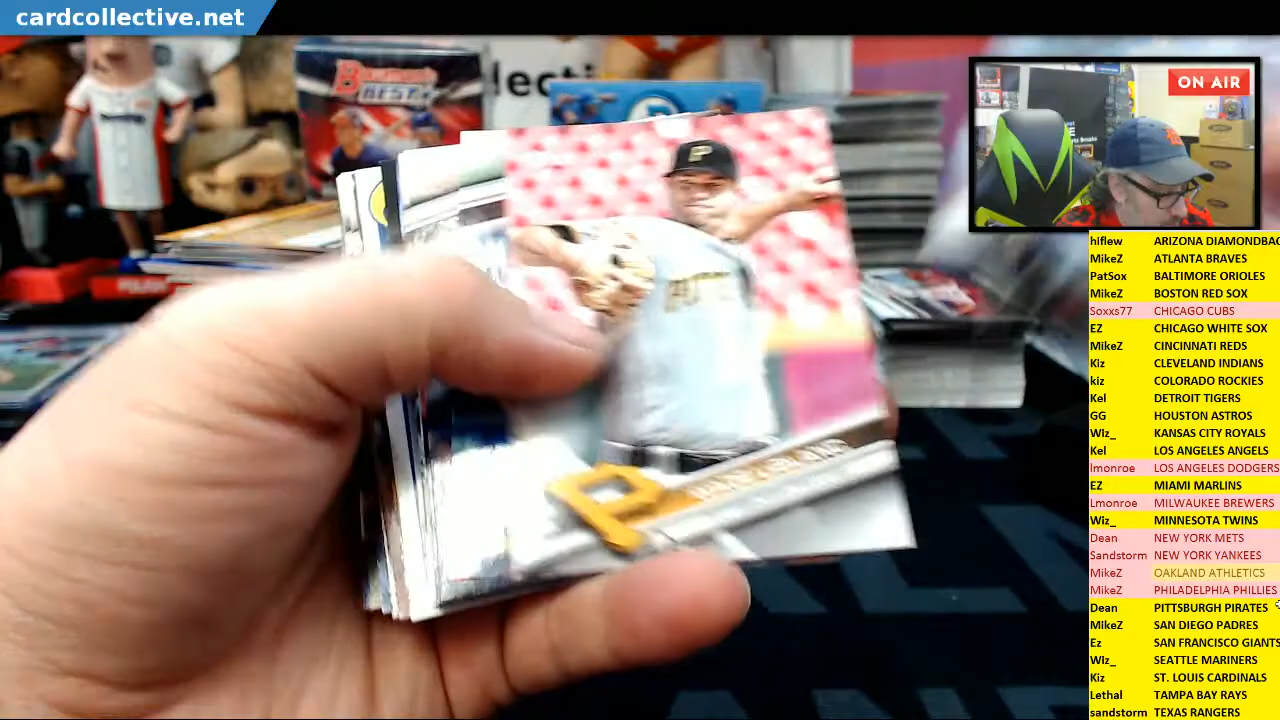 cardcollective.net
Bowman's
BEST
lecti
ON AIR
P
P
hlflew ARIZONA DIAMONDBAC
MikeZ ATLANTA BRAVES
PatSox BALTIMORE ORIOLES
MikeZ BOSTON RED SOX
Soxxs77 CHICAGO CUBS
EZ CHICAGO WHITE SOX
MikeZ CINCINNATI REDS
Kiz CLEVELAND INDIANS
kiz COLORADO ROCKIES
Kel DETROIT TIGERS
GG HOUSTON ASTROS
Wiz_ KANSAS CITY ROYALS
Kel LOS ANGELES ANGELS
lmonroe LOS ANGELES DODGERS
EZ MIAMI MARLINS
Lmonroe MILWAUKEE BREWERS
Wiz_ MINNESOTA TWINS
Dean NEW YORK METS
Sandstorm NEW YORK YANKEES
MikeZ OAKLAND ATHLETICS
MikeZ PHILADELPHIA PHILLIES
Dean PITTSBURGH PIRATES
MikeZ SAN DIEGO PADRES
Ez SAN FRANCISCO GIANTS
Wiz_ SEATTLE MARINERS
Kiz ST. LOUIS CARDINALS
Lethal TAMPA BAY RAYS
sandstorm TEXAS RANGERS